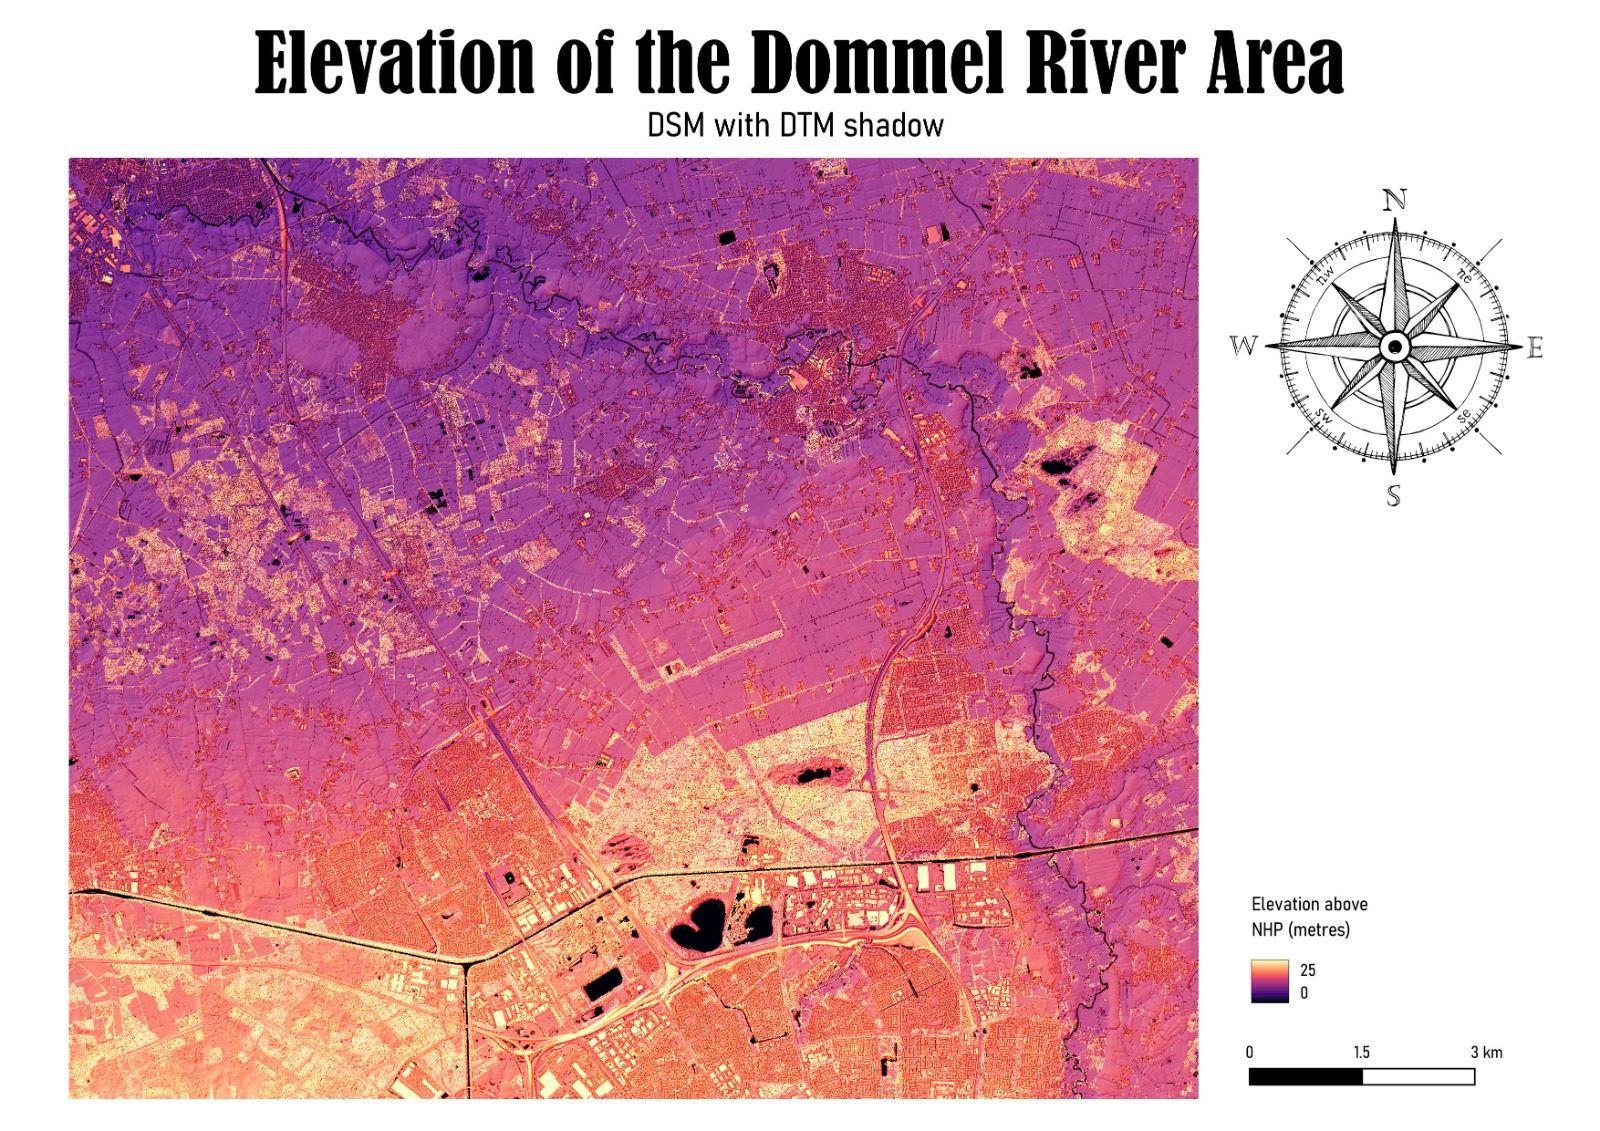 Elevation of the Dommel River Area
DSM with DTM shadow
N
nw
ne
W
E
sw
se
S
Elevation above
NHP (metres)
25
0
0 1.5 3 km